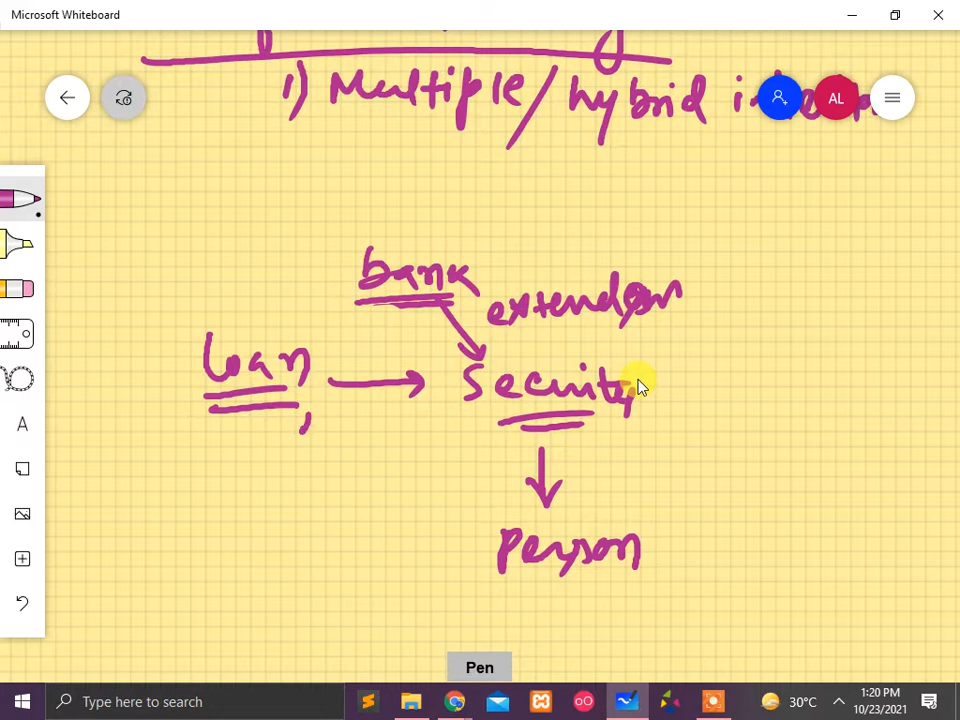 Microsoft Whiteboard
1) Multiple/hybrid
AL
bank
extend
loan → Security
A
Person
Pen
Type here to search
30°C
1:20 PM
10/23/2021